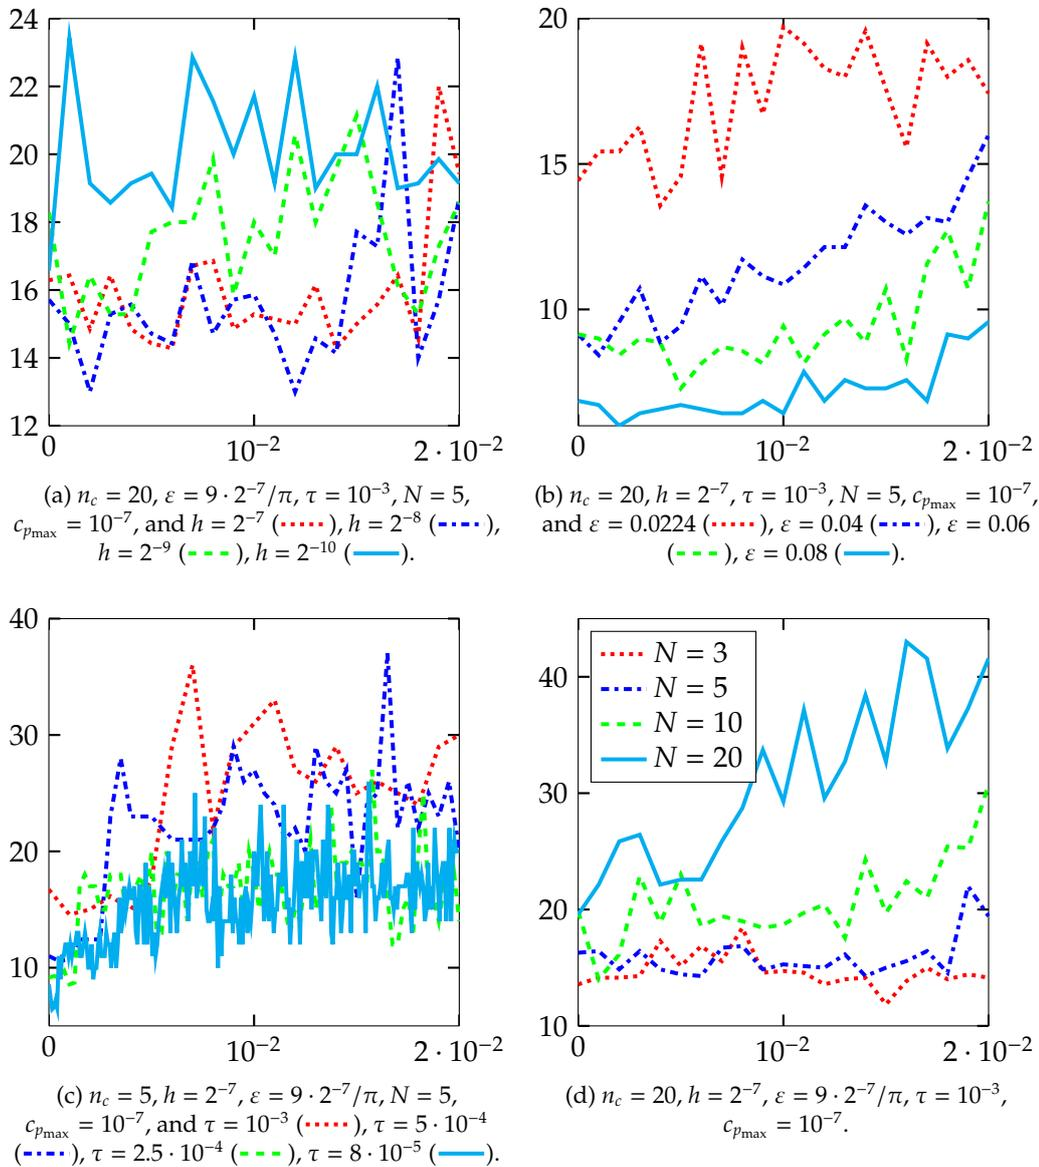 24
22
20
18
16
14
12
0
10⁻²
2 · 10⁻²
(a) n_c = 20, ε = 9 · 2⁻⁷/π, τ = 10⁻³, N = 5,
c_{p_max} = 10⁻⁷, and h = 2⁻⁷ ( ), h = 2⁻⁸ ( ),
h = 2⁻⁹ ( ), h = 2⁻¹⁰ ( ).
20
15
10
0
10⁻²
2 · 10⁻²
(b) n_c = 20, h = 2⁻⁷, τ = 10⁻³, N = 5, c_{p_max} = 10⁻⁷,
and ε = 0.0224 ( ), ε = 0.04 ( ), ε = 0.06
( ), ε = 0.08 ( ).
40
30
20
10
0
10⁻²
2 · 10⁻²
(c) n_c = 5, h = 2⁻⁷, ε = 9 · 2⁻⁷/π, N = 5,
c_{p_max} = 10⁻⁷, and τ = 10⁻³ ( ), τ = 5 · 10⁻⁴
( ), τ = 2.5 · 10⁻⁴ ( ), τ = 8 · 10⁻⁵ ( ).
N = 3
N = 5
N = 10
N = 20
40
30
20
10
0
10⁻²
2 · 10⁻²
(d) n_c = 20, h = 2⁻⁷, ε = 9 · 2⁻⁷/π, τ = 10⁻³,
c_{p_max} = 10⁻⁷.